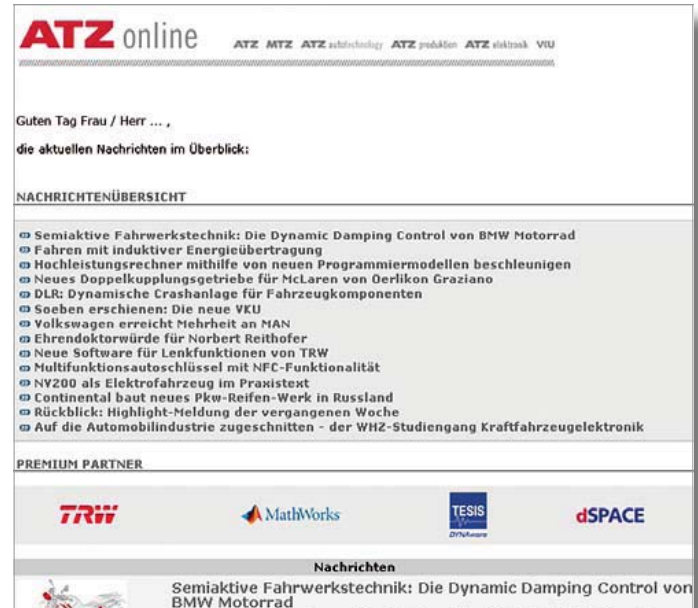 ATZ online
ATZ MTZ ATZ autotechnology ATZ produktion ATZ elektronik VKU
Guten Tag Frau / Herr ... ,
die aktuellen Nachrichten im Überblick:
NACHRICHTENÜBERSICHT
Semiaktive Fahrwerkstechnik: Die Dynamic Damping Control von BMW Motorrad
Fahren mit induktiver Energieübertragung
Hochleistungsrechner mithilfe von neuen Programmiermodellen beschleunigen
Neues Doppelkupplungsgetriebe für McLaren von Oerlikon Graziano
DLR: Dynamische Crashanlage für Fahrzeugkomponenten
Soeben erschienen: Die neue VKU
Volkswagen erreicht Mehrheit an MAN
Ehrendoktorwürde für Norbert Reithofer
Neue Software für Lenkfunktionen von TRW
Multifunktionsautoschlüssel mit NFC-Funktionalität
NV200 als Elektrofahrzeug im Praxistext
Continental baut neues Pkw-Reifen-Werk in Russland
Rückblick: Highlight-Meldung der vergangenen Woche
Auf die Automobilindustrie zugeschnitten - der WHZ-Studiengang Kraftfahrzeugelektronik
PREMIUM PARTNER
TRW MathWorks TESIS DYNAware dSPACE
Nachrichten
Semiaktive Fahrwerkstechnik: Die Dynamic Damping Control von
BMW Motorrad